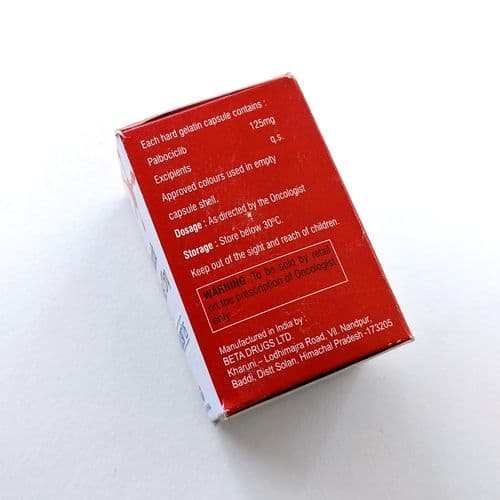 Each hard gelatin capsule contains :
Palbociclib 125mg
Excipients q.s.
Approved colours used in empty
capsule shell.
Dosage : As directed by the Oncologist
Storage : Store below 30ºC.
Keep out of the sight and reach of children.
WARNING :To be sold by retail
on the prescription of Oncologist
only
Manufactured in India by :
BETA DRUGS LTD.
Kharuni – Lodhimajra Road, Vil. Nandpur,
Baddi, Distt Solan, Himachal Pradesh -173205